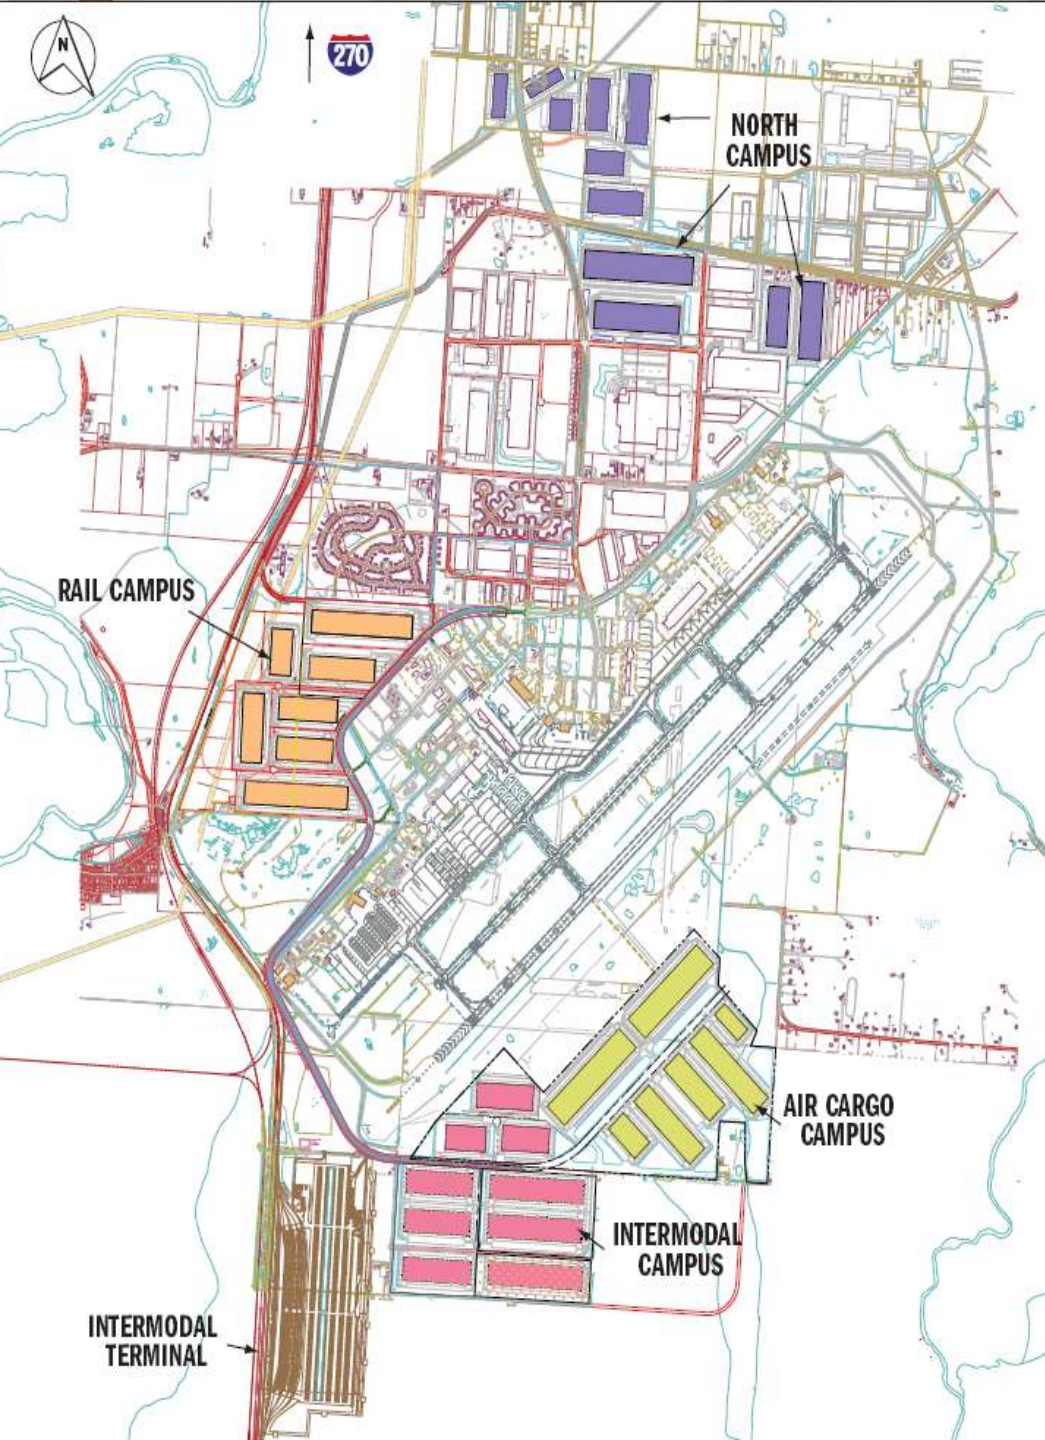 N
270
NORTH
CAMPUS
RAIL CAMPUS
AIR CARGO
CAMPUS
INTERMODAL
CAMPUS
INTERMODAL
TERMINAL